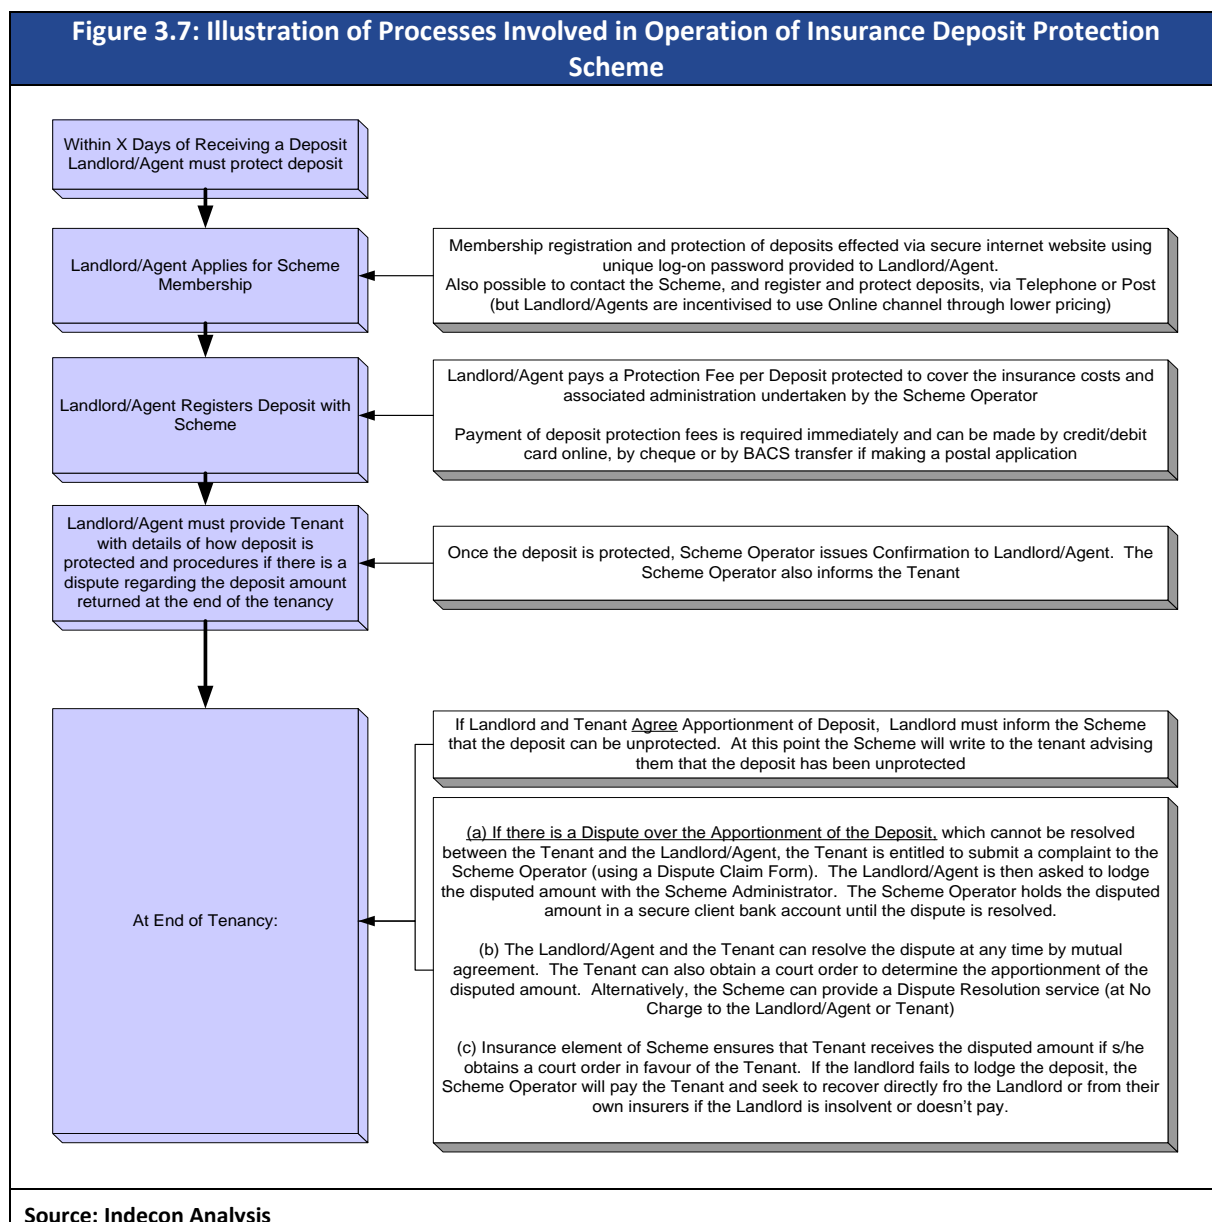 Figure 3.7: Illustration of Processes Involved in Operation of Insurance Deposit Protection
Scheme
Within X Days of Receiving a Deposit
Landlord/Agent must protect deposit
Landlord/Agent Applies for Scheme
Membership
Membership registration and protection of deposits effected via secure internet website using
unique log-on password provided to Landlord/Agent.
Also possible to contact the Scheme, and register and protect deposits, via Telephone or Post
(but Landlord/Agents are incentivised to use Online channel through lower pricing)
Landlord/Agent Registers Deposit with
Scheme
Landlord/Agent pays a Protection Fee per Deposit protected to cover the insurance costs and
associated administration undertaken by the Scheme Operator
Payment of deposit protection fees is required immediately and can be made by credit/debit
card online, by cheque or by BACS transfer if making a postal application
Landlord/Agent must provide Tenant
with details of how deposit is
protected and procedures if there is a
dispute regarding the deposit amount
returned at the end of the tenancy
Once the deposit is protected, Scheme Operator issues Confirmation to Landlord/Agent.  The
Scheme Operator also informs the Tenant
At End of Tenancy:
If Landlord and Tenant Agree Apportionment of Deposit,  Landlord must inform the Scheme
that the deposit can be unprotected.  At this point the Scheme will write to the tenant advising
them that the deposit has been unprotected
(a) If there is a Dispute over the Apportionment of the Deposit, which cannot be resolved
between the Tenant and the Landlord/Agent, the Tenant is entitled to submit a complaint to the
Scheme Operator (using a Dispute Claim Form).  The Landlord/Agent is then asked to lodge
the disputed amount with the Scheme Administrator.  The Scheme Operator holds the disputed
amount in a secure client bank account until the dispute is resolved.
(b) The Landlord/Agent and the Tenant can resolve the dispute at any time by mutual
agreement.  The Tenant can also obtain a court order to determine the apportionment of the
disputed amount.  Alternatively, the Scheme can provide a Dispute Resolution service (at No
Charge to the Landlord/Agent or Tenant)
(c) Insurance element of Scheme ensures that Tenant receives the disputed amount if s/he
obtains a court order in favour of the Tenant.  If the landlord fails to lodge the deposit, the
Scheme Operator will pay the Tenant and seek to recover directly fro the Landlord or from their
own insurers if the Landlord is insolvent or doesn't pay.
Source: Indecon Analysis